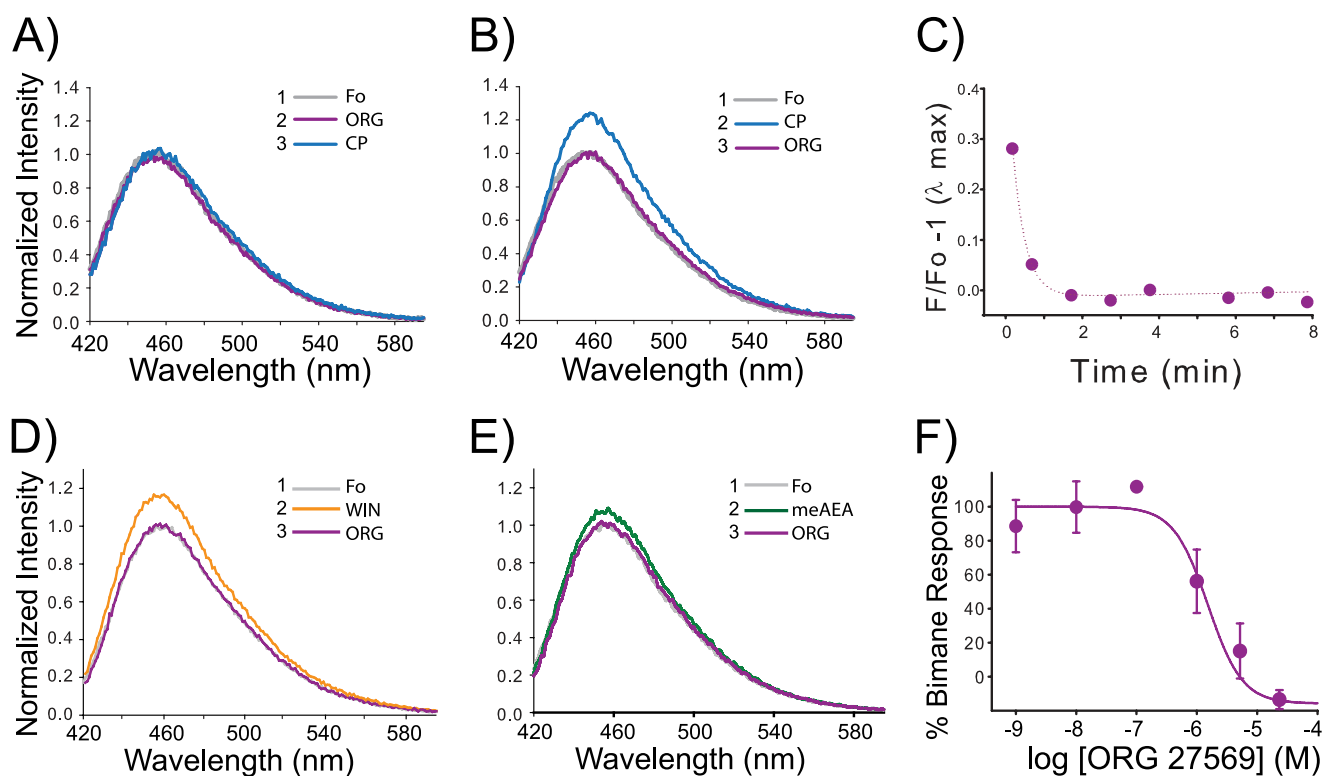 A)
Normalized Intensity
1.4
1.2
1.0
0.8
0.6
0.4
0.2
0.0
420 460 500 540 580
Wavelength (nm)
1 Fo
2 ORG
3 CP
B)
1.4
1.2
1.0
0.8
0.6
0.4
0.2
0.0
420 460 500 540 580
Wavelength (nm)
1 Fo
2 CP
3 ORG
C)
F/Fo -1 (λ max)
0.4
0.3
0.1
0.0
0 2 4 6 8
Time (min)
D)
Normalized Intensity
1.2
1.0
0.8
0.6
0.4
0.2
0.0
420 460 500 540 580
Wavelength (nm)
1 Fo
2 WIN
3 ORG
E)
1.2
1.0
0.8
0.6
0.4
0.2
0.0
420 460 500 540 580
Wavelength (nm)
1 Fo
2 meAEA
3 ORG
F)
% Bimane Response
100
80
60
40
20
0
-9 -8 -7 -6 -5 -4
log [ORG 27569] (M)